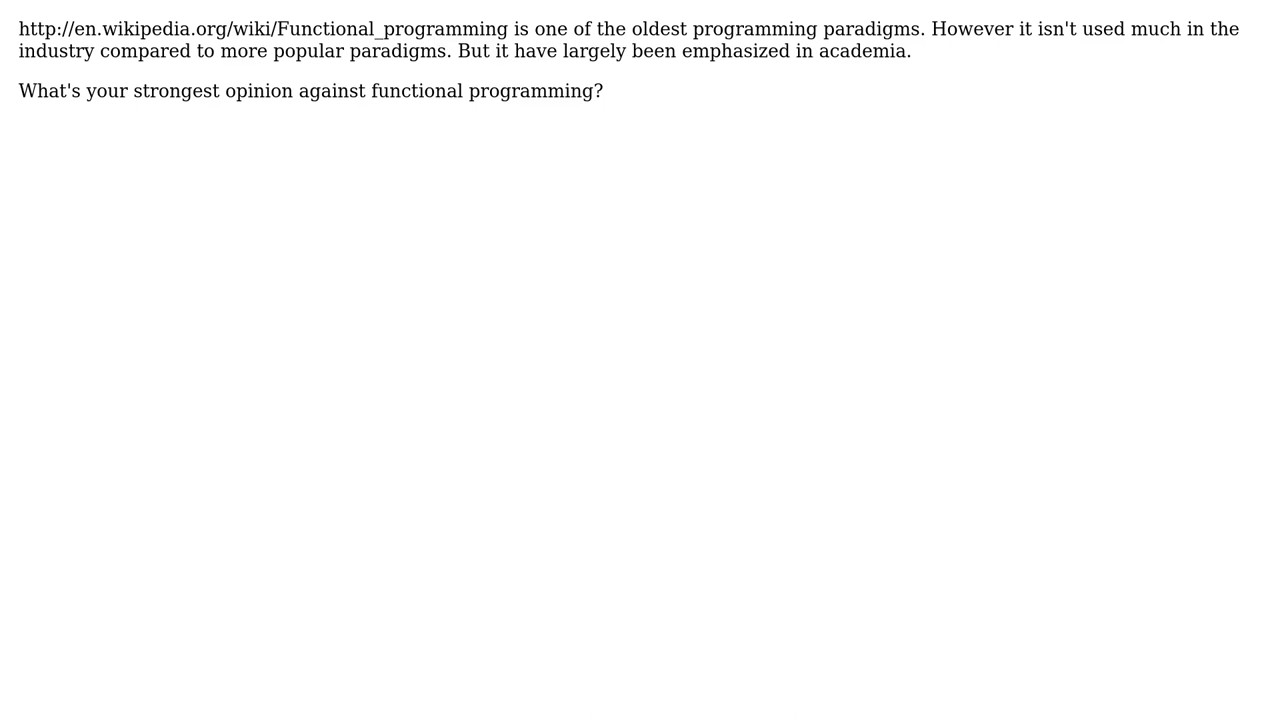 http://en.wikipedia.org/wiki/Functional_programming is one of the oldest programming paradigms. However it isn't used much in the
industry compared to more popular paradigms. But it have largely been emphasized in academia.
What's your strongest opinion against functional programming?